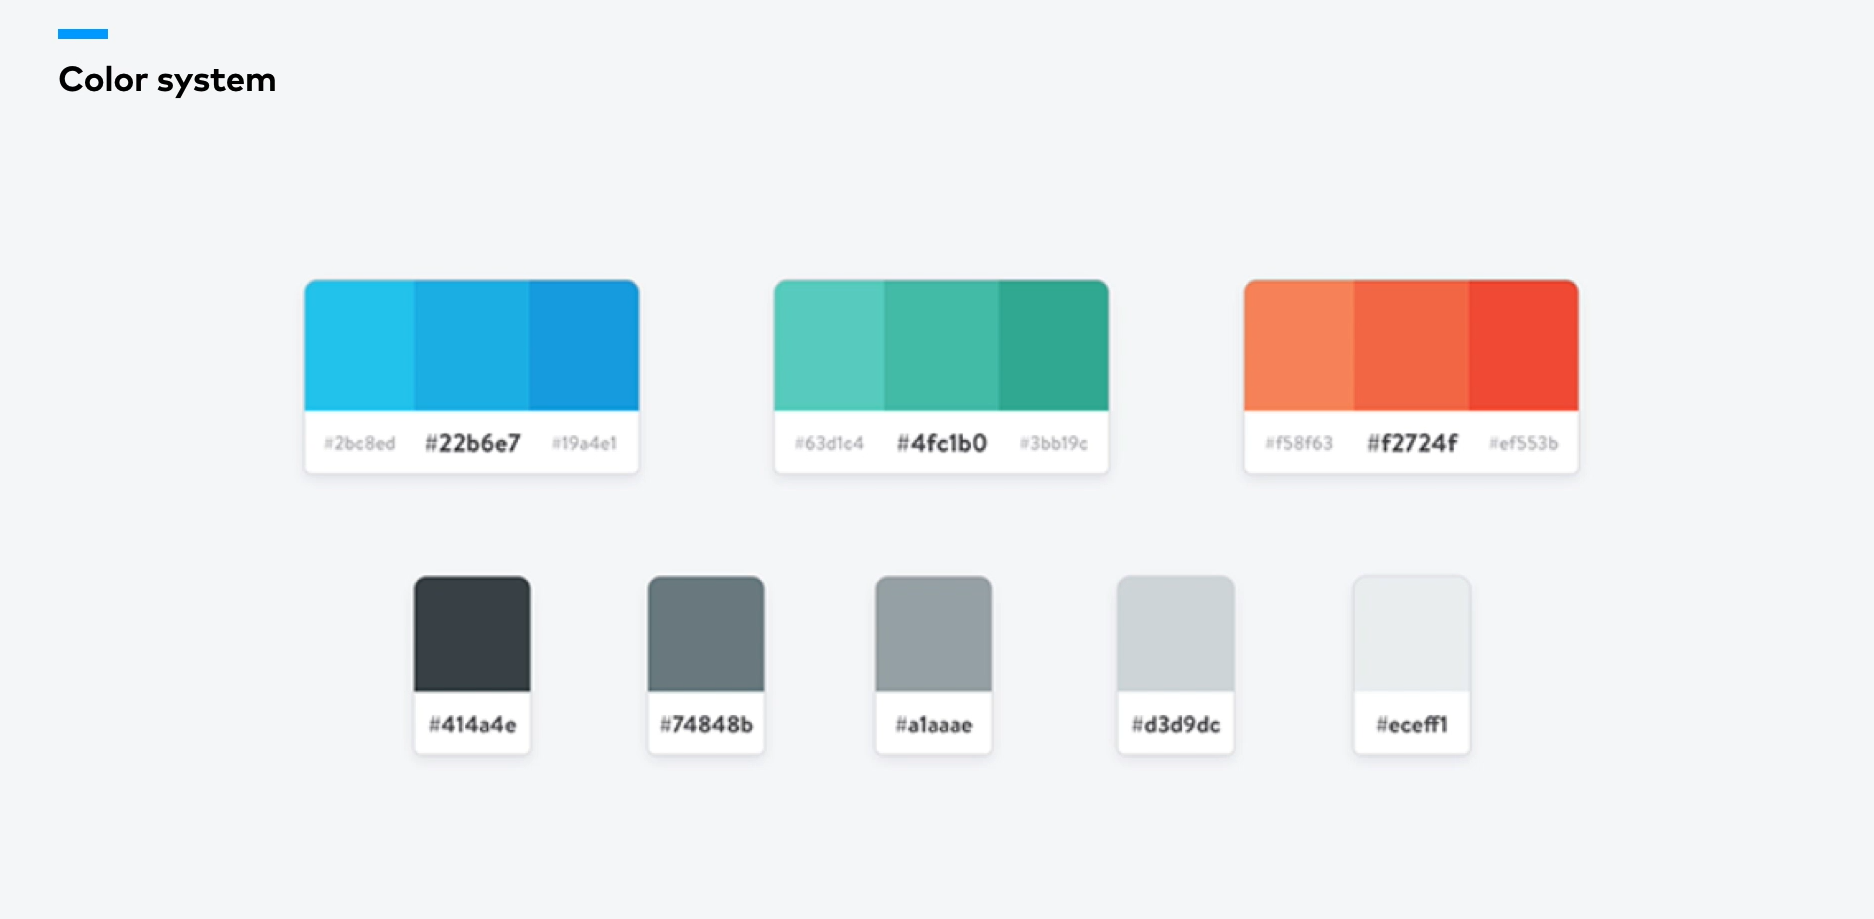 Color system
#2bc8ed #22b6e7 #19a4e1
#63d1c4 #4fc1b0 #3bb19c
#f58f63 #f2724f #ef553b
#414a4e
#74848b
#a1aaae
#d3d9dc
#eceff1